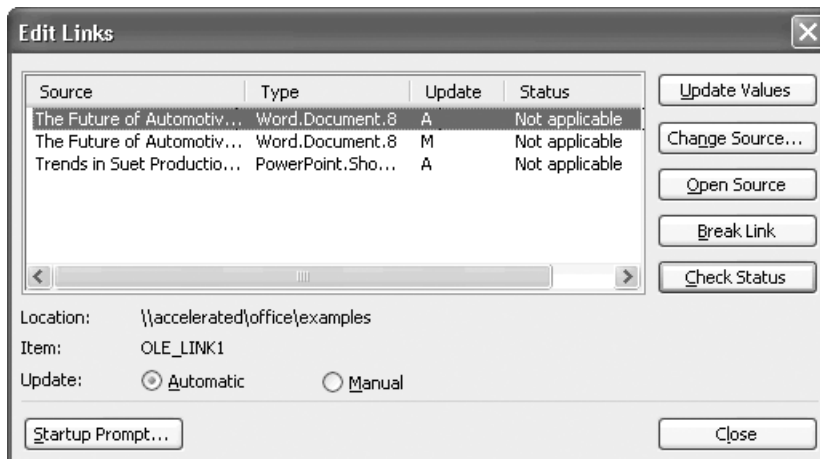 Edit Links
Source Type Update Status
The Future of Automotiv... Word.Document.8 A Not applicable
The Future of Automotiv... Word.Document.8 M Not applicable
Trends in Suet Productio... PowerPoint.Sho... A Not applicable
Update Values
Change Source...
Open Source
Break Link
Check Status
Location: \\accelerated\office\examples
Item: OLE_LINK1
Update: Automatic Manual
Startup Prompt... Close